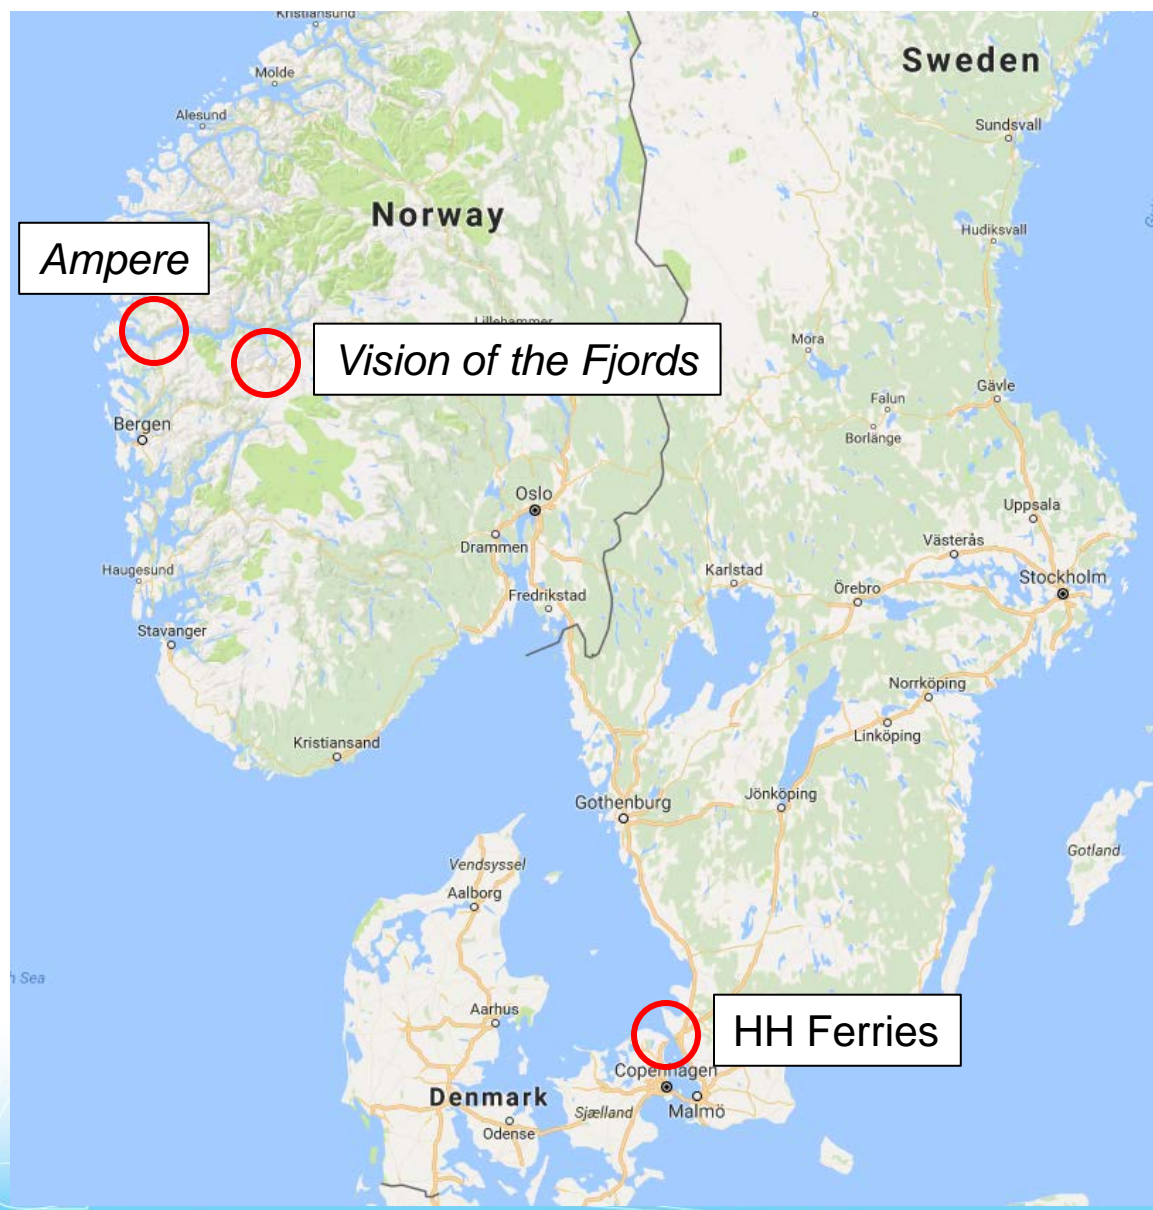 Kristiansund
Sweden
Molde
Alesund
Sundsvall
Norway
Hudiksvall
Ampere
Lillehammer
Vision of the Fjords
Mora
Gävle
Falun
Bergen
Borlänge
Oslo
Uppsala
Drammen
Västerås
Haugesund
Karlstad
Stockholm
Fredrikstad
Örebro
Stavanger
Norrköping
Kristiansand
Linköping
Gothenburg
Jönköping
Gotland
Vendsyssel
Aalborg
h Sea
Aarhus
HH Ferries
Copenhagen
Denmark
Sjælland
Malmö
Odense